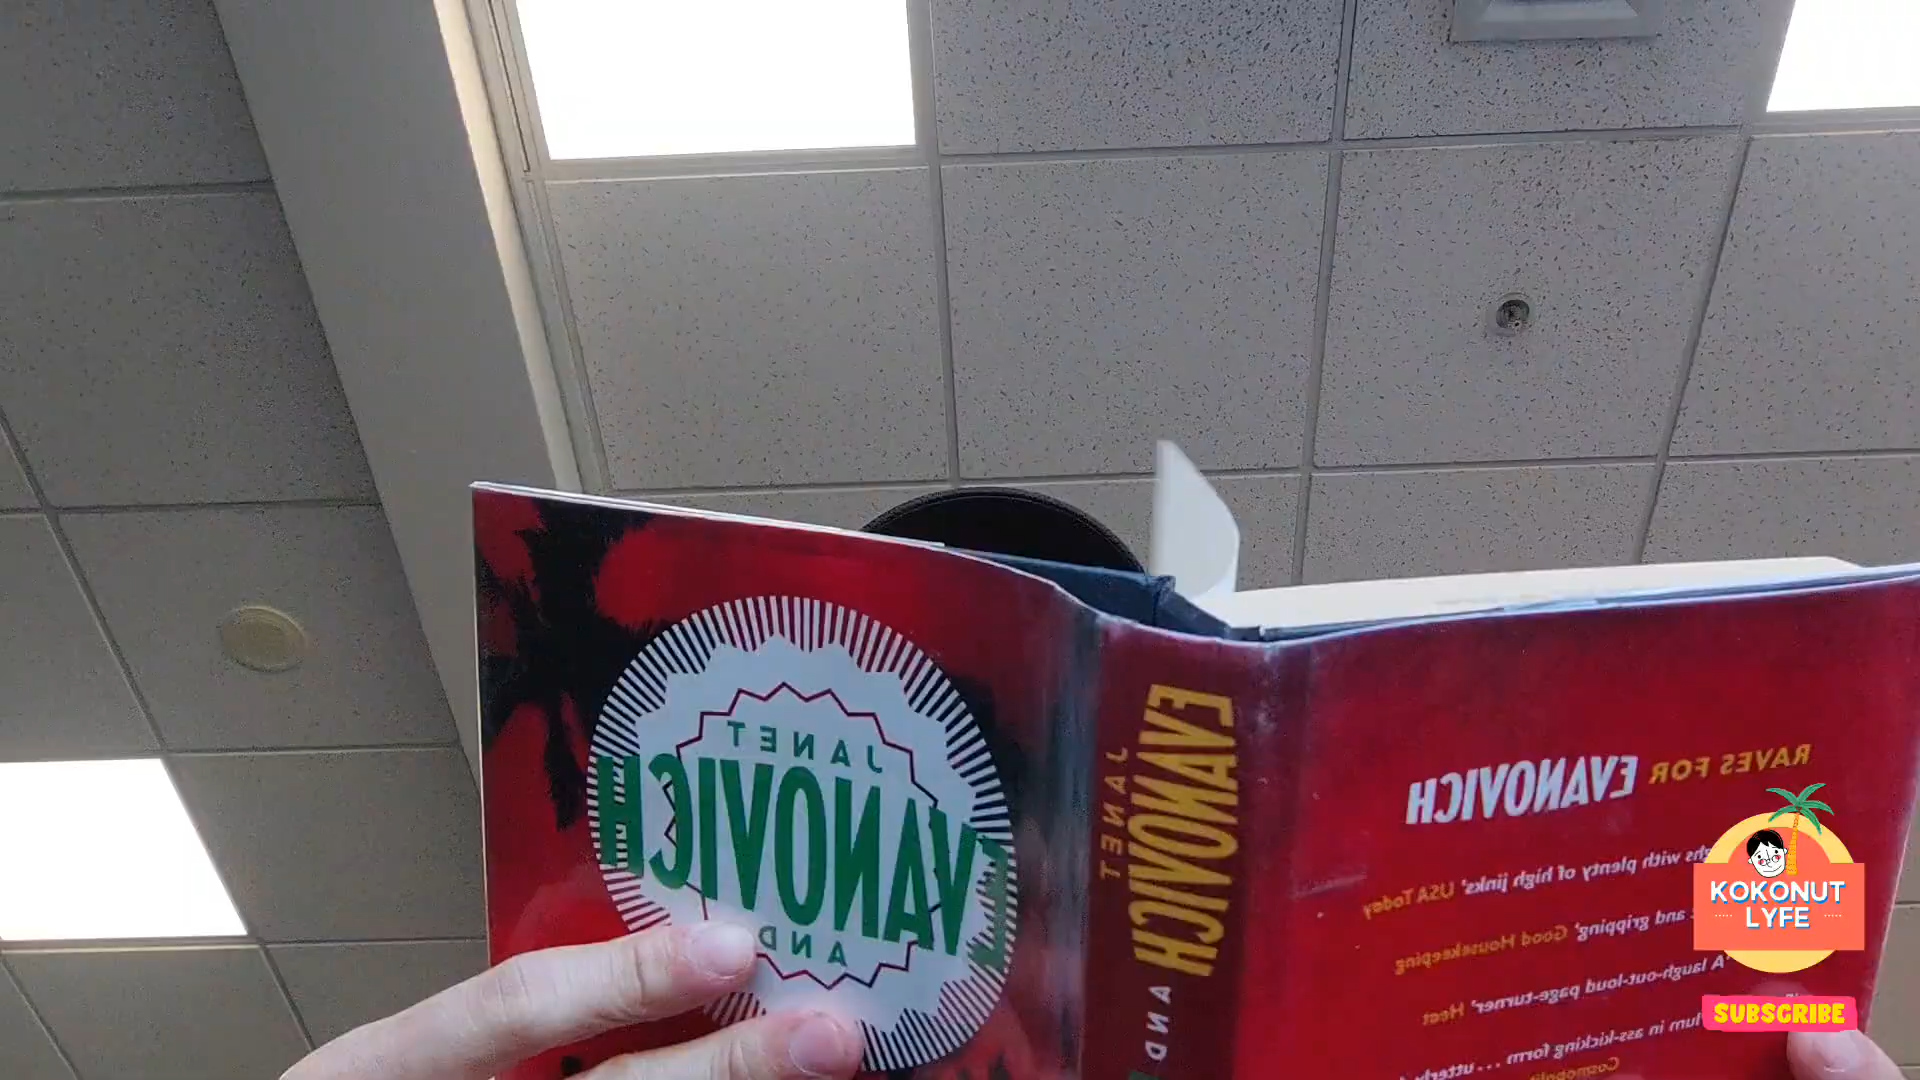 JANET
EVANOVICH
AND
JANET
EVANOVICH
AND
RAVES FOR EVANOVICH
with plenty of high jinks' USA Today
and gripping' Good Housekeeping
'A laugh-out-loud page-turner' Heat
in ass-kicking form . . . utterly
KOKONUT
LYFE
SUBSCRIBE